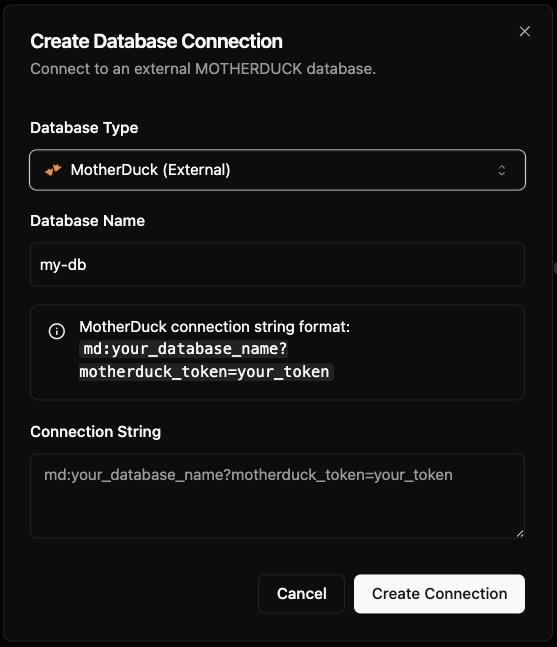 Create Database Connection
Connect to an external MOTHERDUCK database.
Database Type
MotherDuck (External)
Database Name
my-db
MotherDuck connection string format:
md:your_database_name?
motherduck_token=your_token
Connection String
md:your_database_name?motherduck_token=your_token
Cancel Create Connection